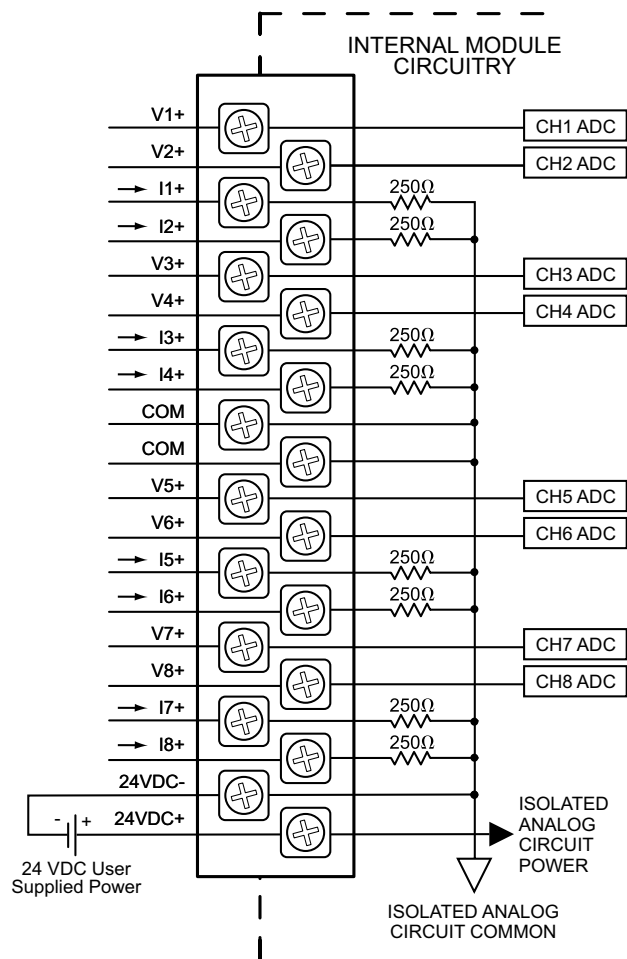 INTERNAL MODULE
CIRCUITRY
V1+
CH1 ADC
V2+
CH2 ADC
→ I1+
250Ω
→ I2+
250Ω
V3+
CH3 ADC
V4+
CH4 ADC
→ I3+
250Ω
→ I4+
250Ω
COM
COM
V5+
CH5 ADC
V6+
CH6 ADC
→ I5+
250Ω
→ I6+
250Ω
V7+
CH7 ADC
V8+
CH8 ADC
→ I7+
250Ω
→ I8+
250Ω
24VDC-
- + 24VDC+
24 VDC User
Supplied Power
ISOLATED
ANALOG
CIRCUIT
POWER
ISOLATED ANALOG
CIRCUIT COMMON